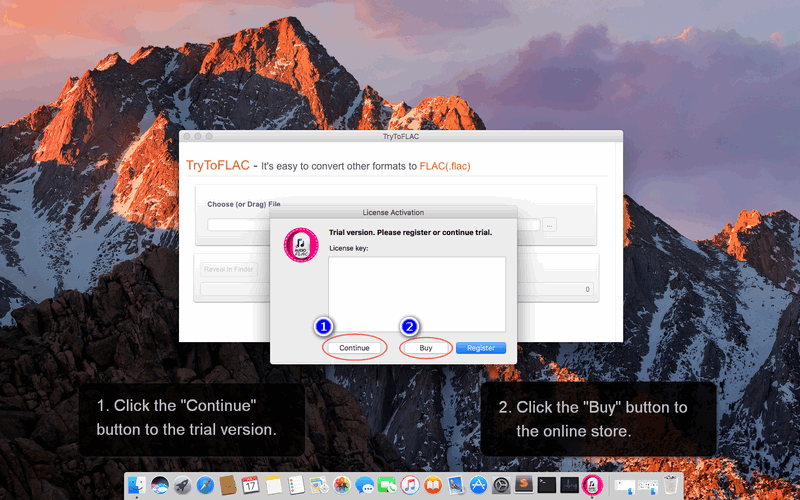 TryToFLAC
TryToFLAC - It's easy to convert other formats to FLAC(.flac)
Choose (or Drag) File
...
License Activation
AUDIO
FLAC
Trial version. Please register or continue trial.
License key:
Reveal in Finder
0
1
2
Continue
Buy
Register
1. Click the "Continue"
button to the trial version.
2. Click the "Buy" button to
the online store.
17